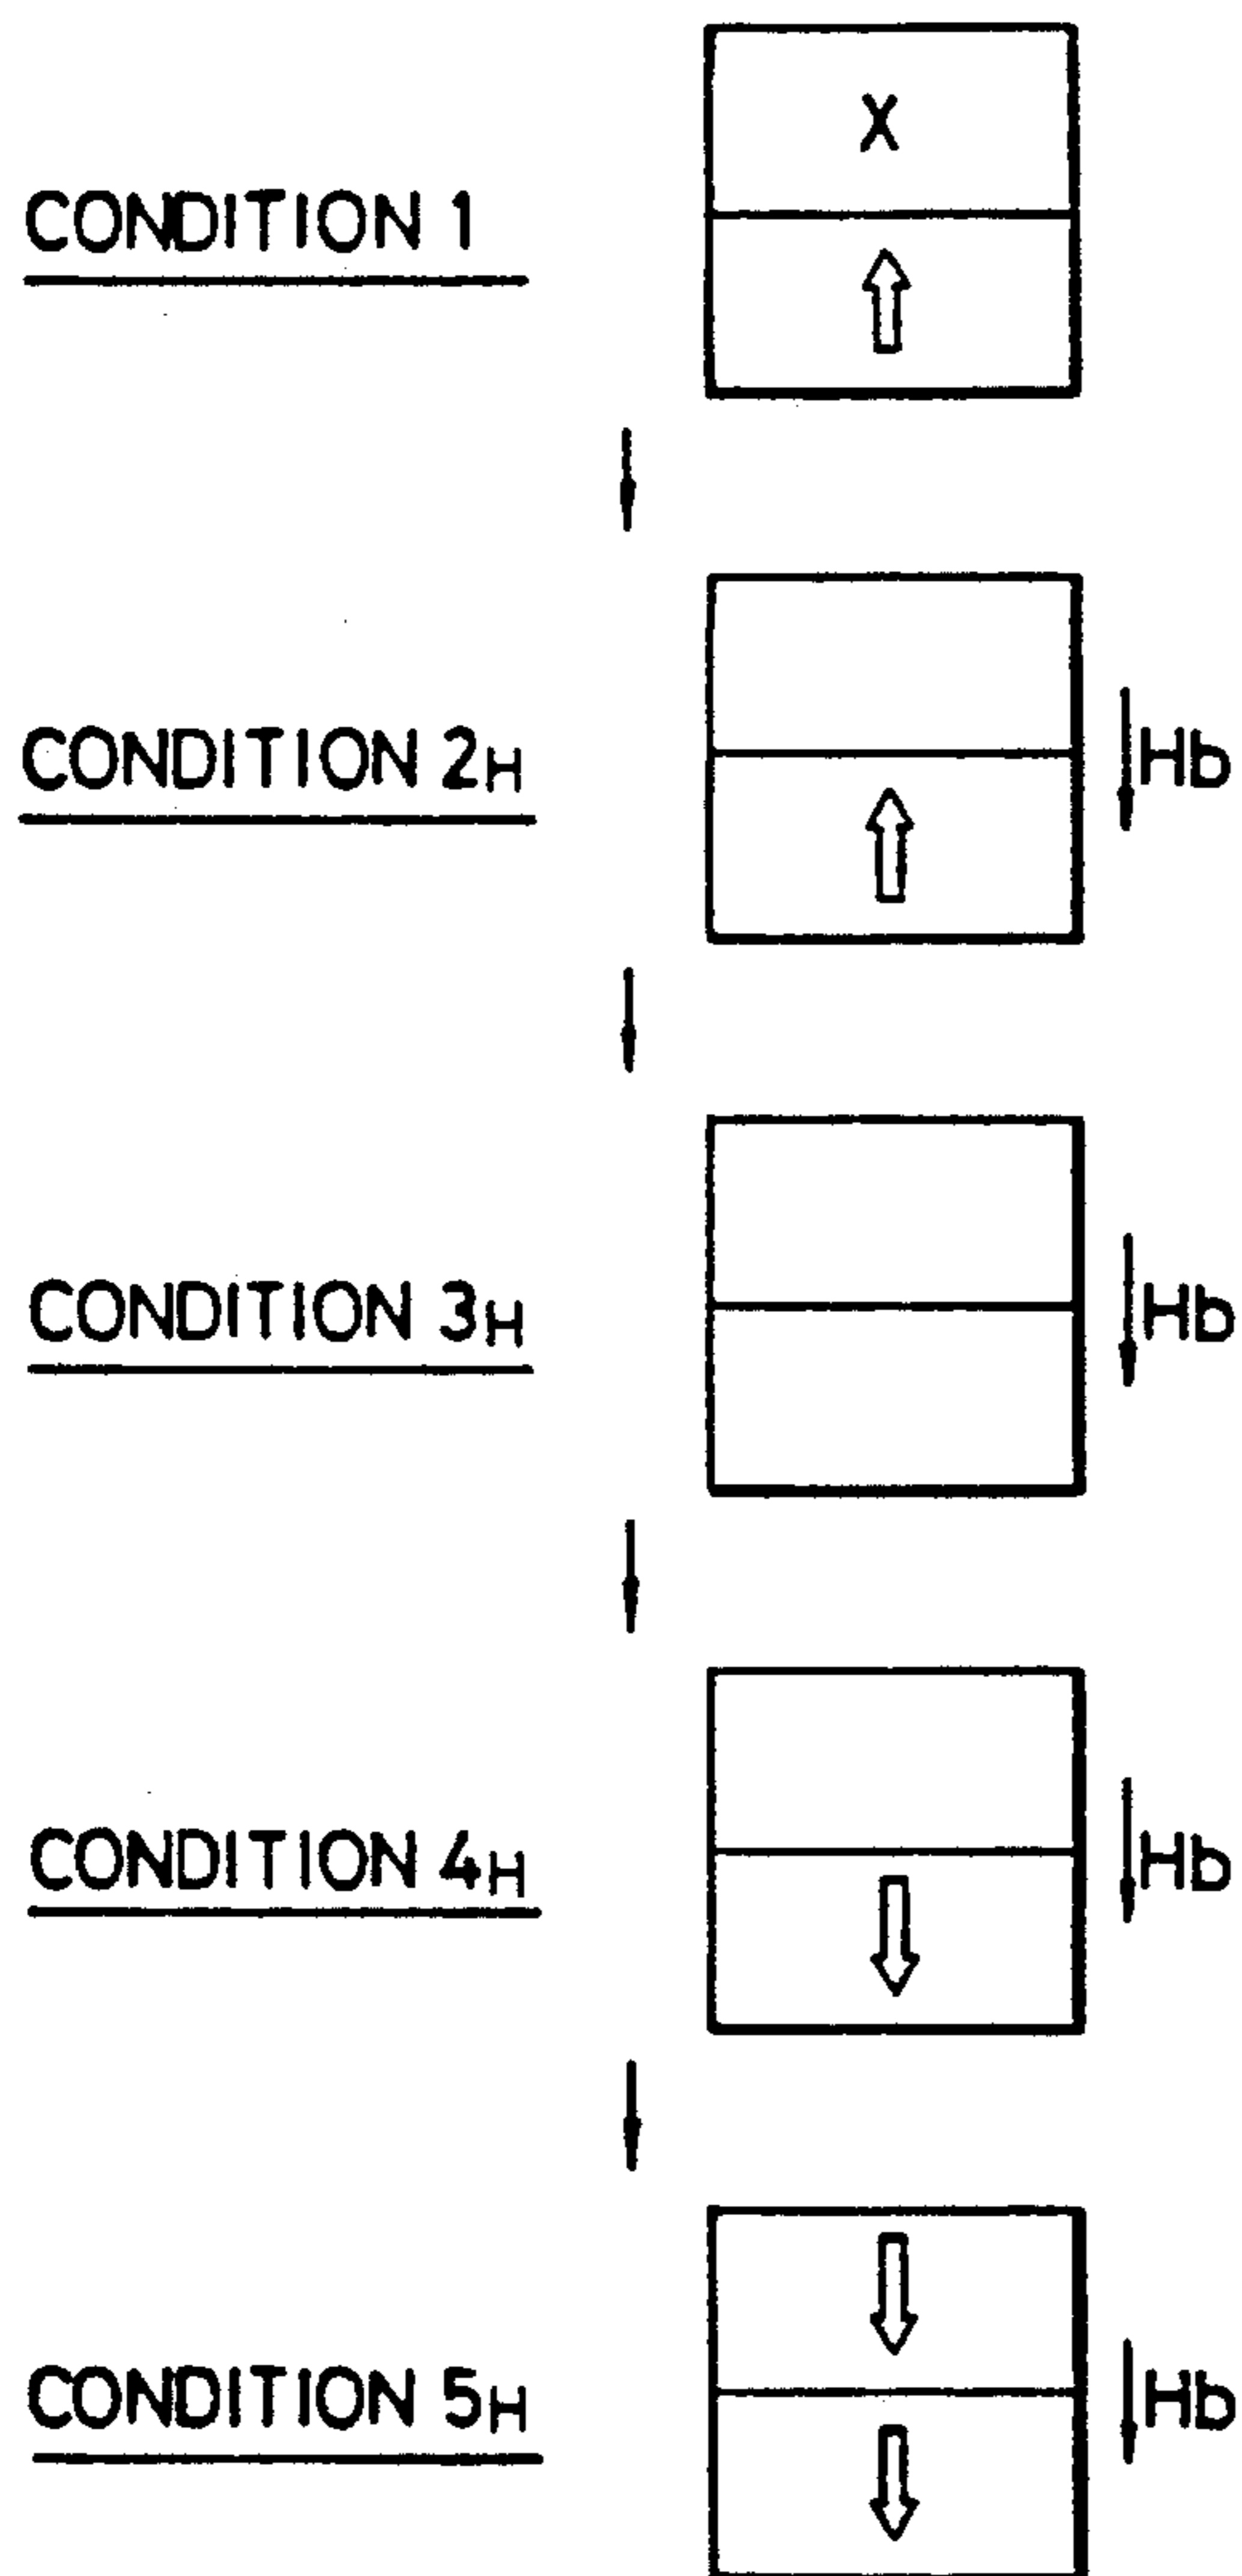 X
CONDITION 1
CONDITION 2H
Hb
CONDITION 3H
Hb
CONDITION 4H
Hb
CONDITION 5H
Hb